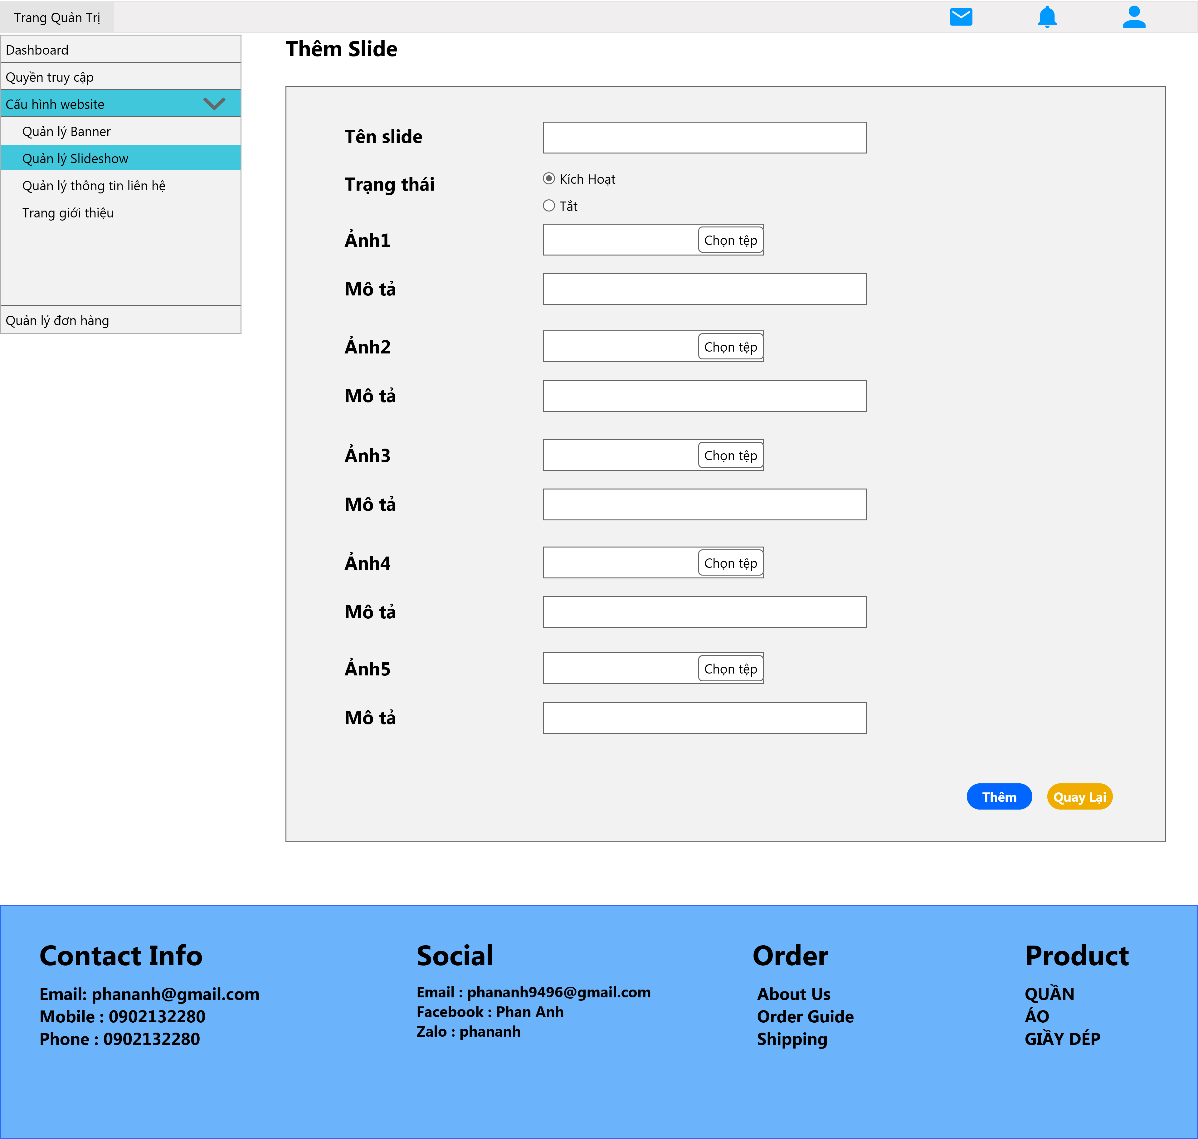 Trang Quản Trị
Dashboard
Quyền truy cập
Cấu hình website
Quản lý Banner
Quản lý Slideshow
Quản lý thông tin liên hệ
Trang giới thiệu
Quản lý đơn hàng
Thêm Slide
Tên slide
Trạng thái
Kích Hoạt
Tắt
Ảnh1
Chọn tệp
Mô tả
Ảnh2
Chọn tệp
Mô tả
Ảnh3
Chọn tệp
Mô tả
Ảnh4
Chọn tệp
Mô tả
Ảnh5
Chọn tệp
Mô tả
Thêm
Quay Lại
Contact Info
Email: phananh@gmail.com
Mobile : 0902132280
Phone : 0902132280
Social
Email : phananh9496@gmail.com
Facebook : Phan Anh
Zalo : phananh
Order
About Us
Order Guide
Shipping
Product
QUẦN
ÁO
GIẦY DÉP